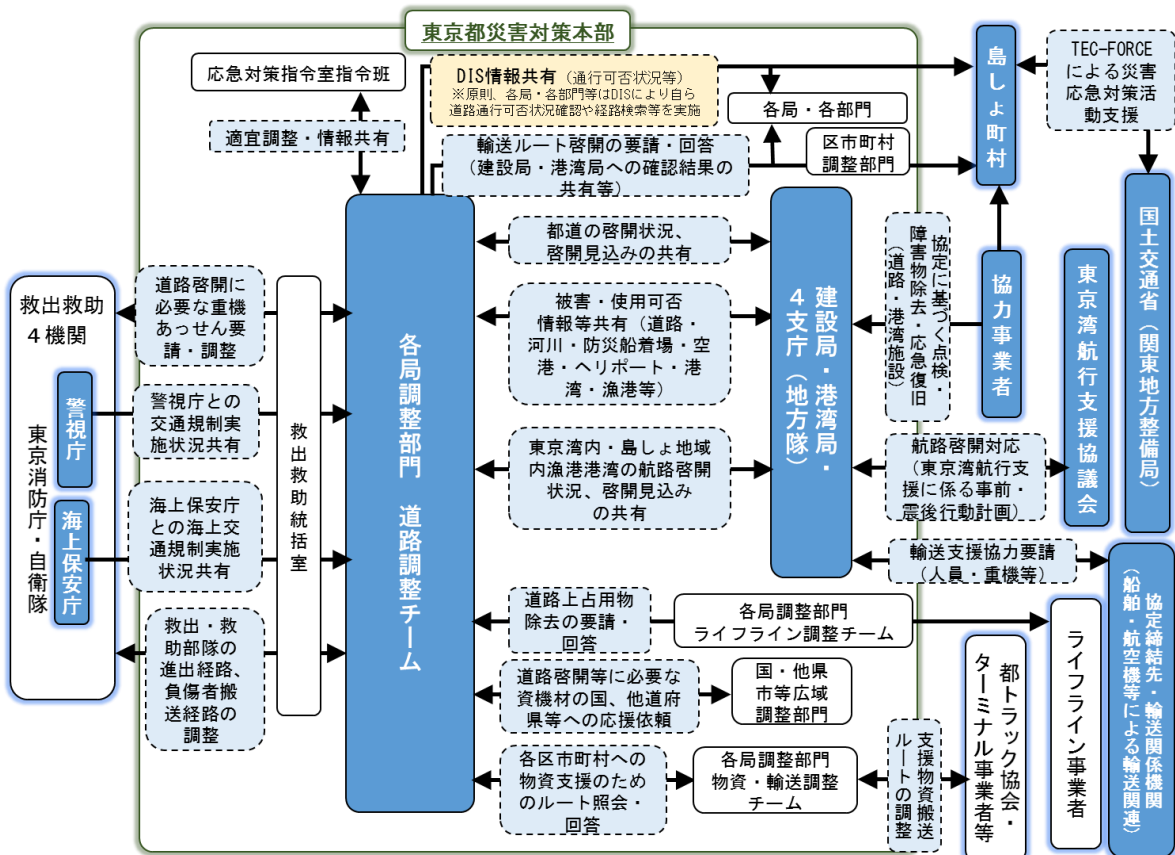 東京都災害対策本部
応急対策指令室指令班
適宜調整・情報共有
DIS情報共有（通行可否状況等）
※原則、各局・各部門等はDISにより自ら
道路通行可否状況確認や経路検索等を実施
各局・各部門
輸送ルート啓開の要請・回答
（建設局・港湾局への確認結果の
共有等）
区市町村
調整部門
島しょ町村
TEC-FORCE
による災害
応急対策活
動支援
国土交通省（関東地方整備局）
救出救助
４機関
警視庁
海上保安庁
東京消防庁・自衛隊
道路啓開に
必要な重機
あっせん要
請・調整
警視庁との
交通規制実
施状況共有
海上保安庁
との海上交
通規制実施
状況共有
救出・救
助部隊の
進出経路、
負傷者搬
送経路の
調整
救出救助統括室
各局調整部門　道路調整チーム
都道の啓開状況、
啓開見込みの共有
被害・使用可否
情報等共有（道路・
河川・防災船着場・空
港・ヘリポート・港
湾・漁港等）
東京湾内・島しょ地域
内漁港港湾の航路啓開
状況、啓開見込み
の共有
建設局・港湾局・
４支庁（地方隊）
協定に基づく点検・
障害物除去・応急復旧
（道路・港湾施設）
協力事業者
東京湾航行支援協議会
航路啓開対応
（東京湾航行支
援に係る事前・
震後行動計画）
輸送支援協力要請
（人員・重機等）
協定締結先・輸送関係機関
（船舶・航空機等による輸送関連）
道路上占用物
除去の要請・
回答
各局調整部門
ライフライン調整チーム
ライフライン事業者
道路啓開等に必要な
資機材の国、他道府
県等への応援依頼
国・他県
市等広域
調整部門
各区市町村への
物資支援のため
のルート照会・
回答
各局調整部門
物資・輸送調整
チーム
支援物資搬送
ルートの調整
都トラック協会・
ターミナル事業者等